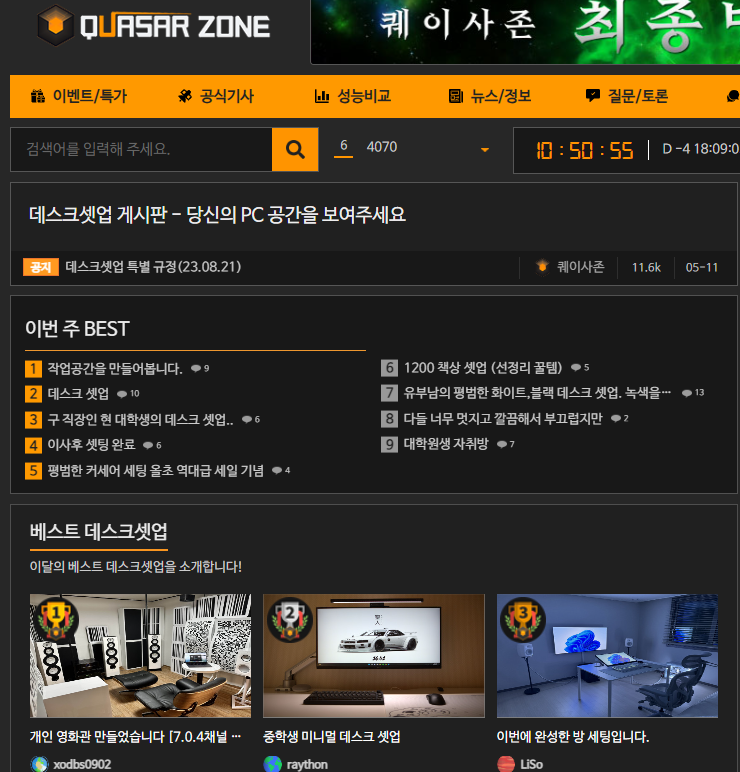 QUASAR ZONE
퀘이사존 최종
이벤트/특가 공식기사 성능비교 뉴스/정보 질문/토론
검색어를 입력해 주세요. 6 4070 10:50:55 D -4 18:09:0
데스크셋업 게시판 - 당신의 PC 공간을 보여주세요
공지 데스크셋업 특별 규정(23.08.21) 퀘이사존 11.6k 05-11
이번 주 BEST
1 작업공간을 만들어봅니다. 9
2 데스크 셋업 10
3 구 직장인 현 대학생의 데스크 셋업.. 6
4 이사후 셋팅 완료 6
5 평범한 커세어 세팅 올초 역대급 세일 기념 4
6 1200 책상 셋업 (선정리 꿀템) 5
7 유부남의 평범한 화이트,블랙 데스크 셋업. 녹색을… 13
8 다들 너무 멋지고 깔끔해서 부끄럽지만 2
9 대학원생 자취방 7
베스트 데스크셋업
이달의 베스트 데스크셋업을 소개합니다!
1 2 3
개인 영화관 만들었습니다 [7.0.4채널 … 중학생 미니멀 데스크 셋업 이번에 완성한 방 세팅입니다.
xodbs0902 raython LiSo